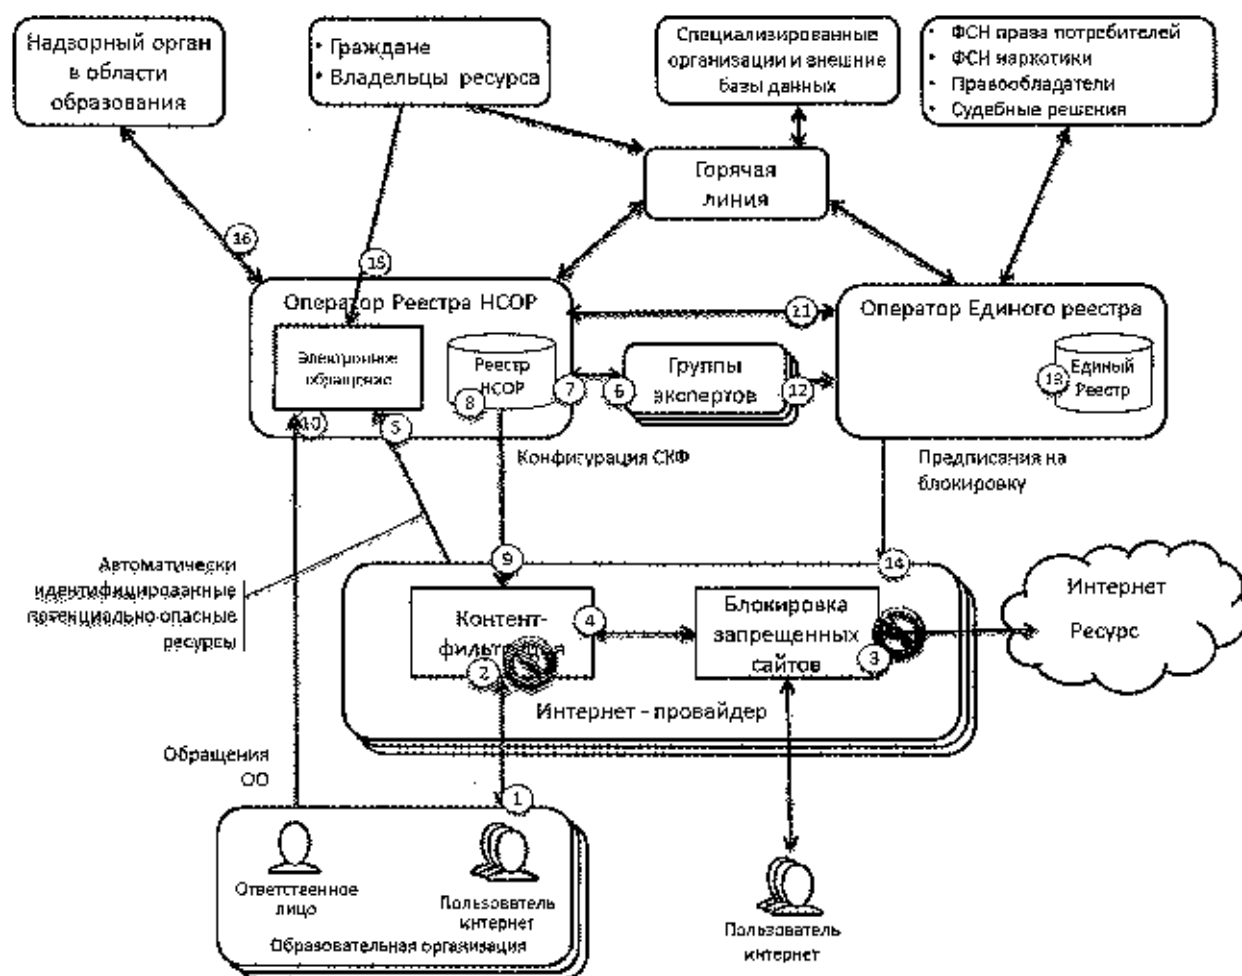 Надзорный орган
в области
образования
• Граждане
• Владельцы ресурса
Специализированные
организации и внешние
базы данных
• ФСН права потребителей
• ФСН наркотики
• Правообладатели
• Судебные решения
Горячая
линия
16
15
Оператор Реестра НСОР
Электронное
обращение
Реестр
НСОР
8
7
6
Группы
экспертов
12
11
Оператор Единого реестра
13
Единый
Реестр
10
5
Конфигурация СКФ
Предписания на
блокировку
Автоматически
идентифицированные
потенциально-опасные
ресурсы
9
14
Контент-
фильтрация
4
2
Блокировка
запрещенных
сайтов
3
Интернет
Ресурс
Интернет - провайдер
Обращения
ОО
1
Ответственное
лицо
Пользователь
интернет
Образовательная организация
Пользователь
интернет